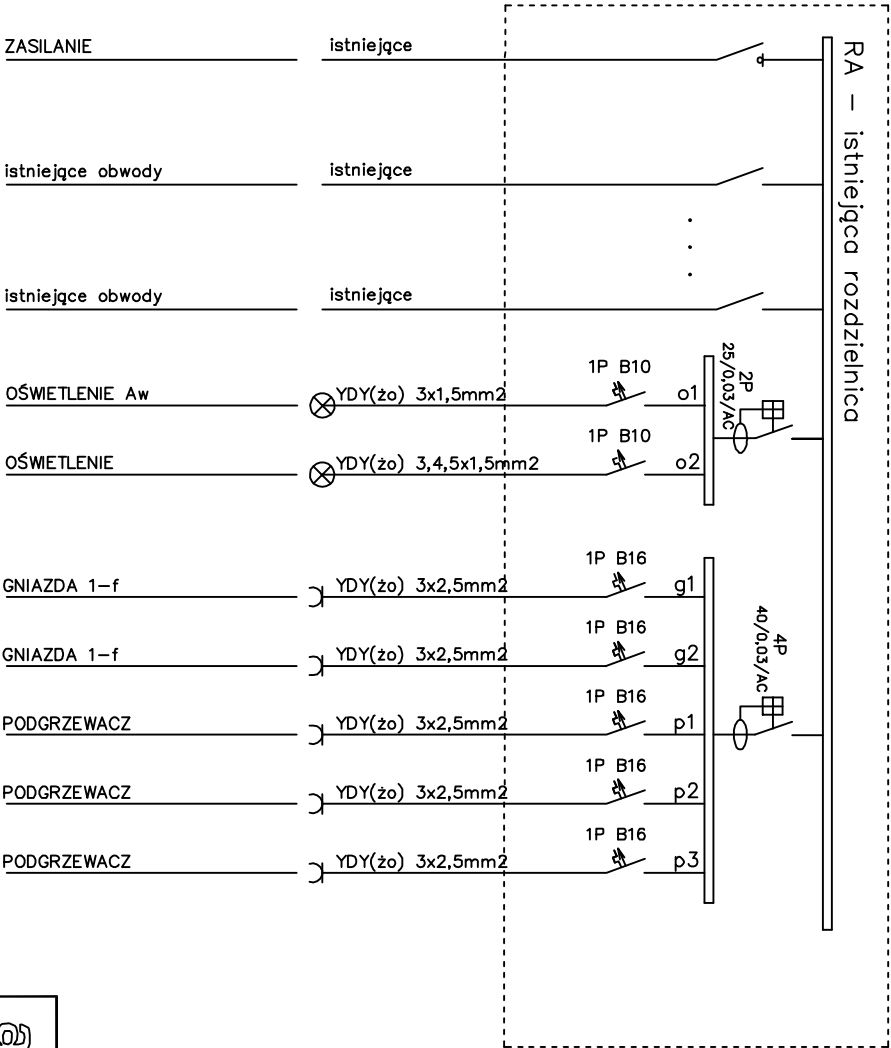 ZASILANIE istniejące
istniejące obwody istniejące
istniejące obwody istniejące
RA – istniejąca rozdzielnica
OŚWIETLENIE Aw YDY(żo) 3x1,5mm2 1P B10 o1
OŚWIETLENIE YDY(żo) 3,4,5x1,5mm2 1P B10 o2
2P
25/0,03/AC
GNIAZDA 1-f YDY(żo) 3x2,5mm2 1P B16 g1
GNIAZDA 1-f YDY(żo) 3x2,5mm2 1P B16 g2
PODGRZEWACZ YDY(żo) 3x2,5mm2 1P B16 p1
PODGRZEWACZ YDY(żo) 3x2,5mm2 1P B16 p2
PODGRZEWACZ YDY(żo) 3x2,5mm2 1P B16 p3
4P
40/0,03/AC